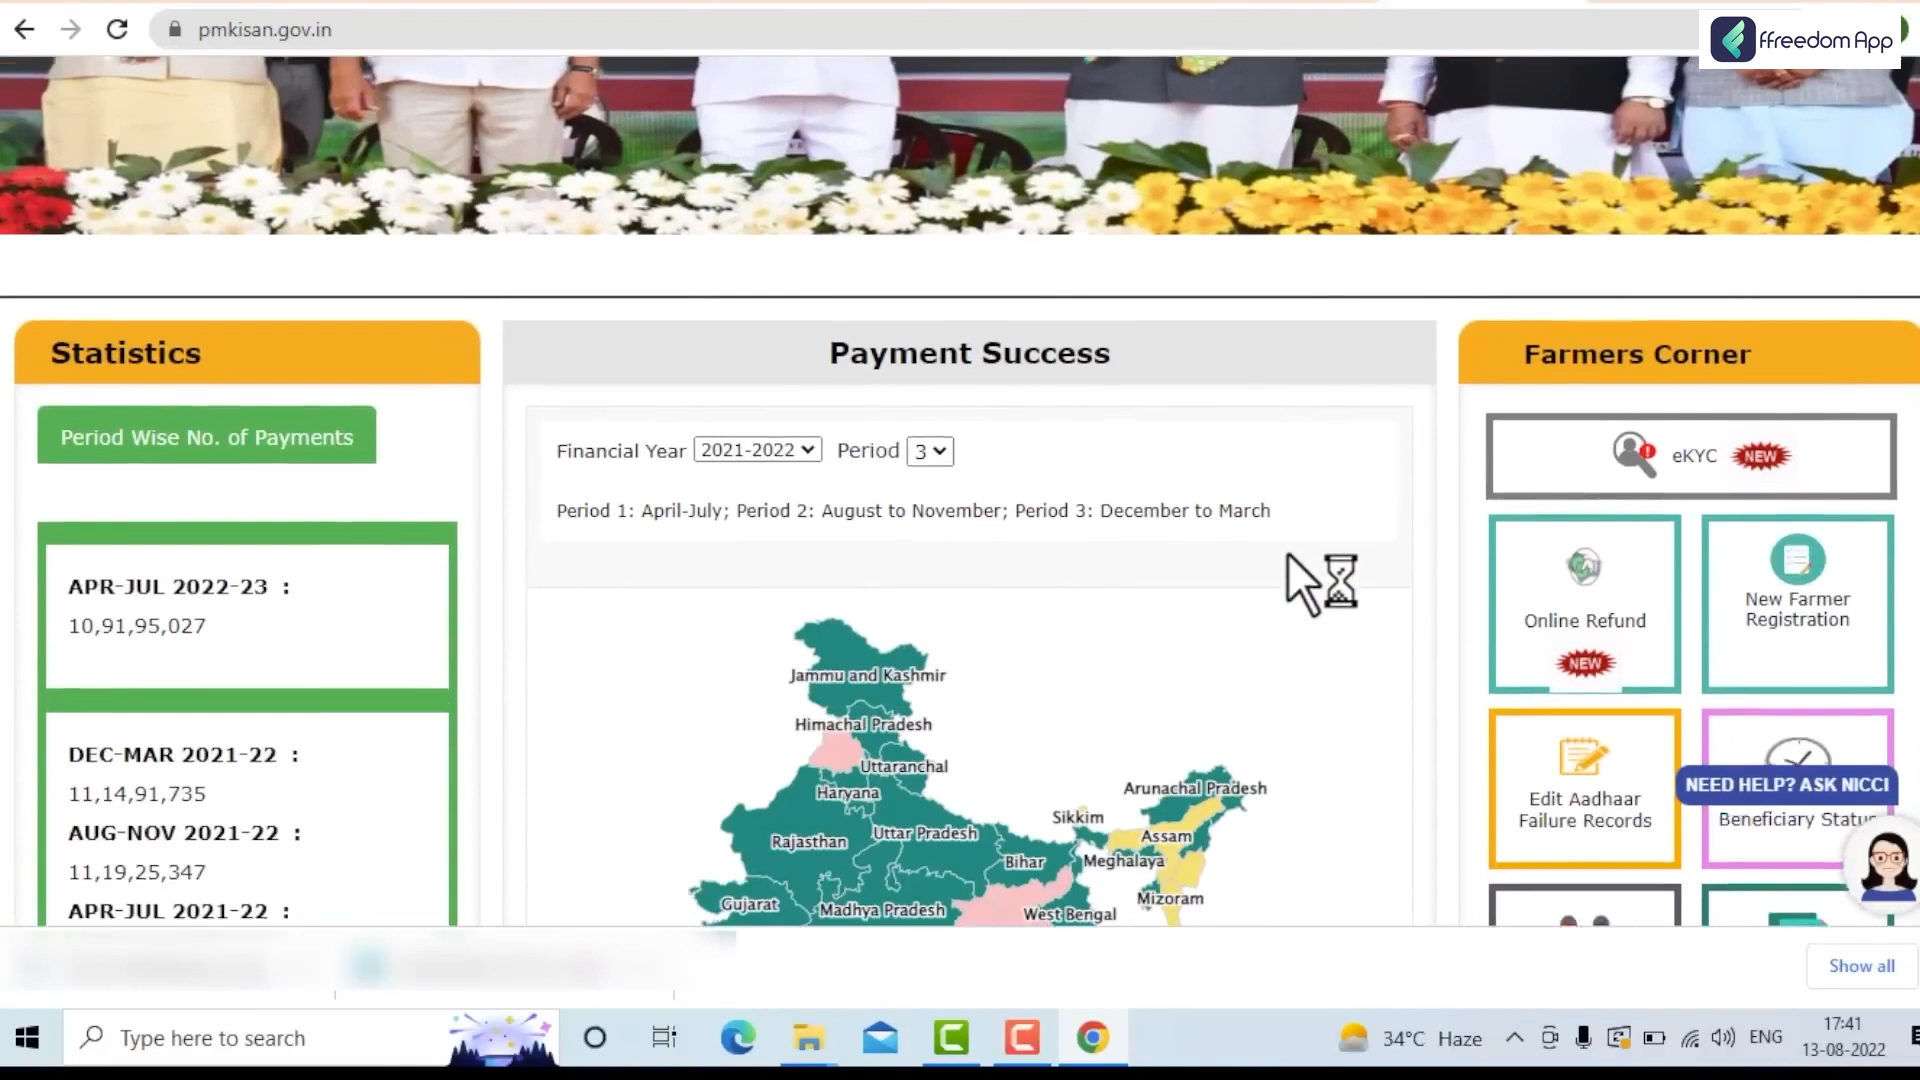 pmkisan.gov.in
ffreedom App
Statistics
Period Wise No. of Payments
APR-JUL 2022-23 :
10,91,95,027
DEC-MAR 2021-22 :
11,14,91,735
AUG-NOV 2021-22 :
11,19,25,347
APR-JUL 2021-22 :
Payment Success
Financial Year 2021-2022 Period 3
Period 1: April-July; Period 2: August to November; Period 3: December to March
Jammu and Kashmir
Himachal Pradesh
Uttaranchal
Haryana
Arunachal Pradesh
Sikkim
Rajasthan
Uttar Pradesh
Assam
Bihar
Meghalaya
Gujarat
Madhya Pradesh
West Bengal
Mizoram
Farmers Corner
eKYC NEW
Online Refund
NEW
New Farmer
Registration
Edit Aadhaar
Failure Records
NEED HELP? ASK NICCI
Beneficiary Status
Show all
Type here to search
34°C Haze
ENG
17:41
13-08-2022